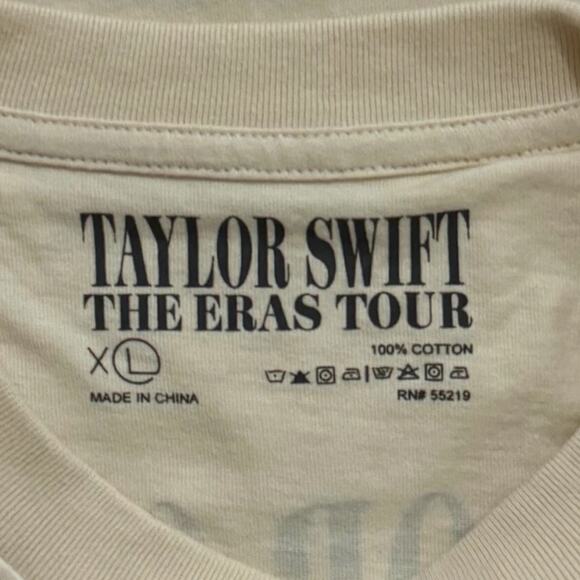 TAYLOR SWIFT
THE ERAS TOUR
XL
100% COTTON
MADE IN CHINA
RN# 55219